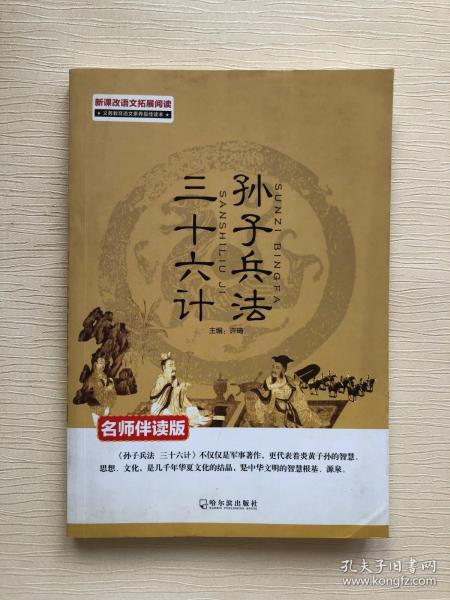 新课改语文拓展阅读
★ 义务教育语文素养品位读本 ★
孙子兵法
SUNZI BINGFA
三十六计
SANSHILIU JI
主编：许琦
名师伴读版
《孙子兵法 三十六计》不仅仅是军事著作，更代表着炎黄子孙的智慧、
思想、文化，是几千年华夏文化的结晶，是中华文明的智慧根基、源泉。
哈尔滨出版社
HARBIN PUBLISHING HOUSE
孔夫子旧书网
www.kongfz.com